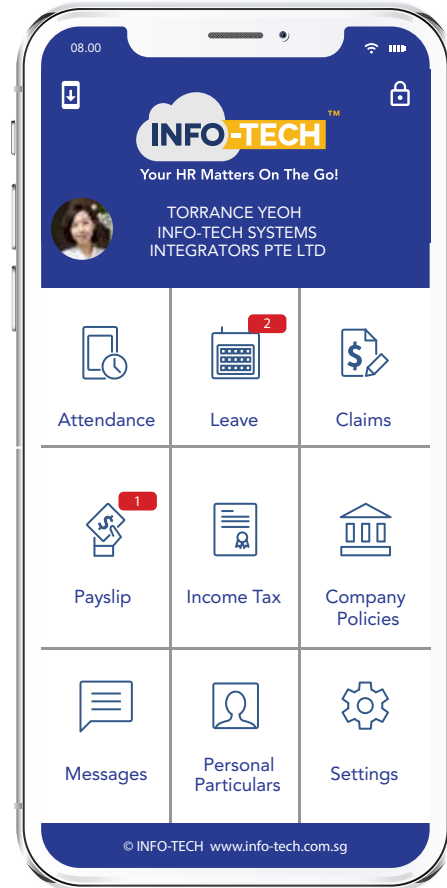 08.00
INFO-TECH™
Your HR Matters On The Go!
TORRANCE YEOH
INFO-TECH SYSTEMS
INTEGRATORS PTE LTD
2
Attendance
Leave
Claims
1
Payslip
Income Tax
Company
Policies
Messages
Personal
Particulars
Settings
© INFO-TECH www.info-tech.com.sg